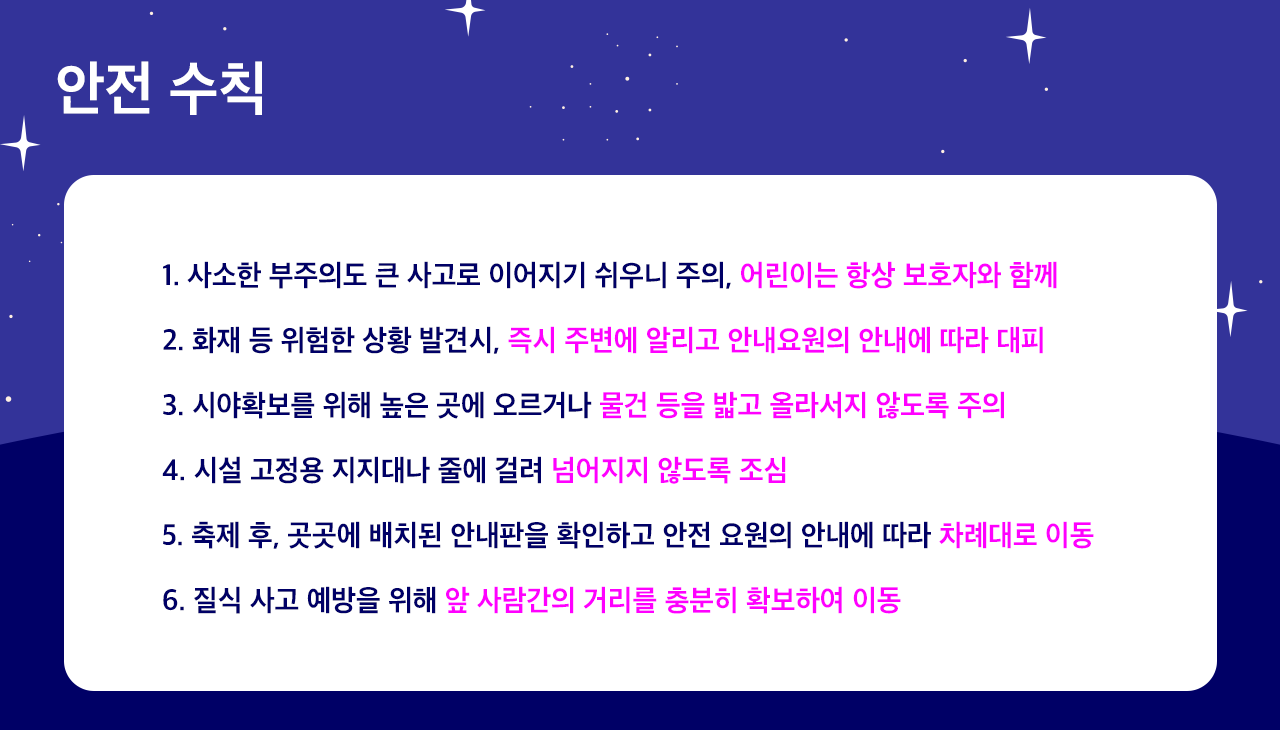 안전 수칙
1. 사소한 부주의도 큰 사고로 이어지기 쉬우니 주의, 어린이는 항상 보호자와 함께
2. 화재 등 위험한 상황 발견시, 즉시 주변에 알리고 안내요원의 안내에 따라 대피
3. 시야확보를 위해 높은 곳에 오르거나 물건 등을 밟고 올라서지 않도록 주의
4. 시설 고정용 지지대나 줄에 걸려 넘어지지 않도록 조심
5. 축제 후, 곳곳에 배치된 안내판을 확인하고 안전 요원의 안내에 따라 차례대로 이동
6. 질식 사고 예방을 위해 앞 사람간의 거리를 충분히 확보하여 이동